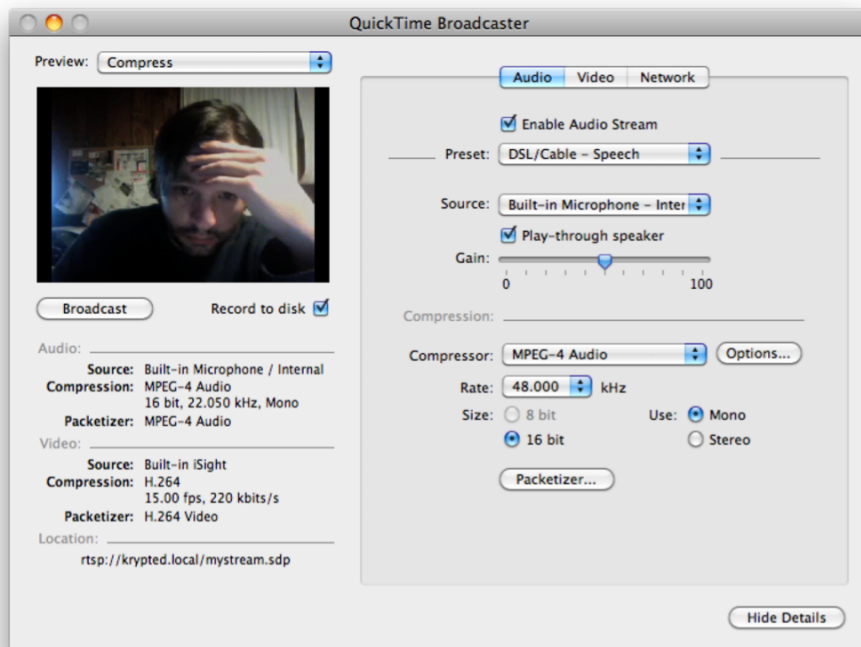 QuickTime Broadcaster
Preview: Compress
Broadcast
Record to disk
Audio:
Source: Built-in Microphone / Internal
Compression: MPEG-4 Audio
16 bit, 22.050 kHz, Mono
Packetizer: MPEG-4 Audio
Video:
Source: Built-in iSight
Compression: H.264
15.00 fps, 220 kbits/s
Packetizer: H.264 Video
Location:
rtsp://krypted.local/mystream.sdp
Audio Video Network
Enable Audio Stream
Preset: DSL/Cable – Speech
Source: Built-in Microphone – Inter
Play-through speaker
Gain:
0 100
Compression:
Compressor: MPEG-4 Audio Options...
Rate: 48.000 kHz
Size: 8 bit Use: Mono
16 bit Stereo
Packetizer...
Hide Details